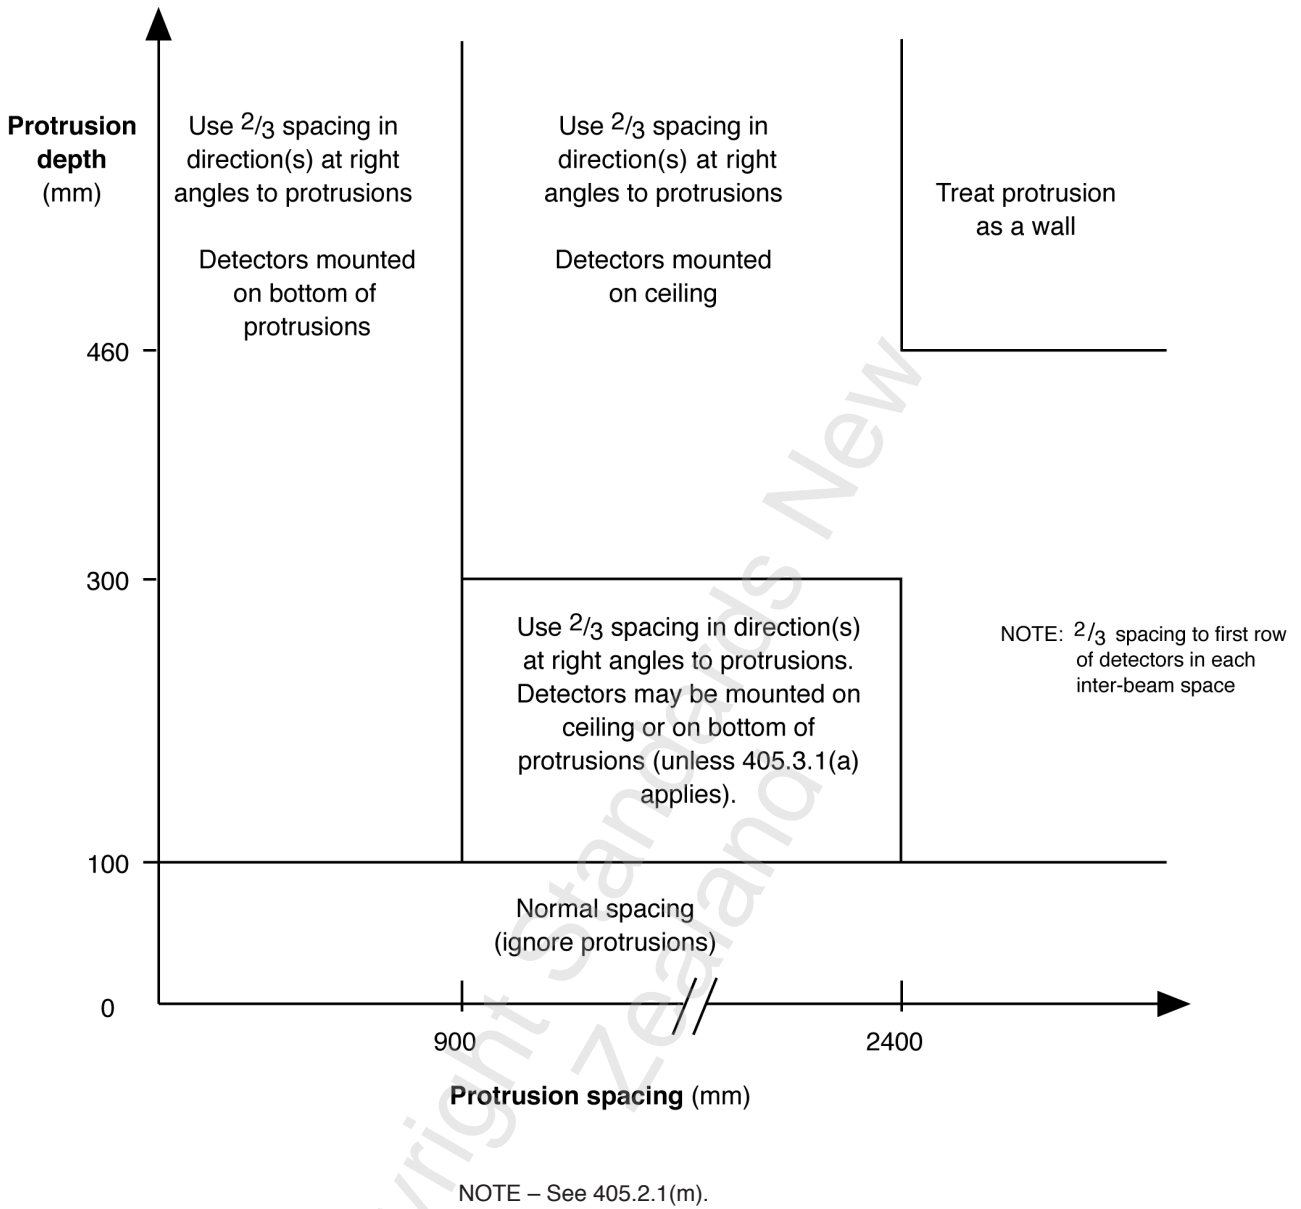 Protrusion
depth
(mm)
Use 2/3 spacing in
direction(s) at right
angles to protrusions
Detectors mounted
on bottom of
protrusions
Use 2/3 spacing in
direction(s) at right
angles to protrusions
Detectors mounted
on ceiling
Treat protrusion
as a wall
460
300
Use 2/3 spacing in direction(s)
at right angles to protrusions.
Detectors may be mounted on
ceiling or on bottom of
protrusions (unless 405.3.1(a)
applies).
NOTE: 2/3 spacing to first row
of detectors in each
inter-beam space
100
Normal spacing
(ignore protrusions)
0
900
2400
Protrusion spacing (mm)
NOTE – See 405.2.1(m).
yright Standards New
Zealand